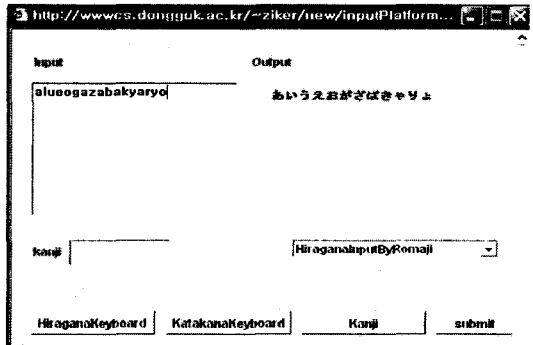 http://wwwcs.dongguk.ac.kr/~ziker/new/inputPlatform...
Input Output
aiueogazabakyaryo あいうえおがざばきゃりょ
kanji HiraganaInputByRomaji
HiraganaKeyboard KatakanaKeyboard Kanji submit